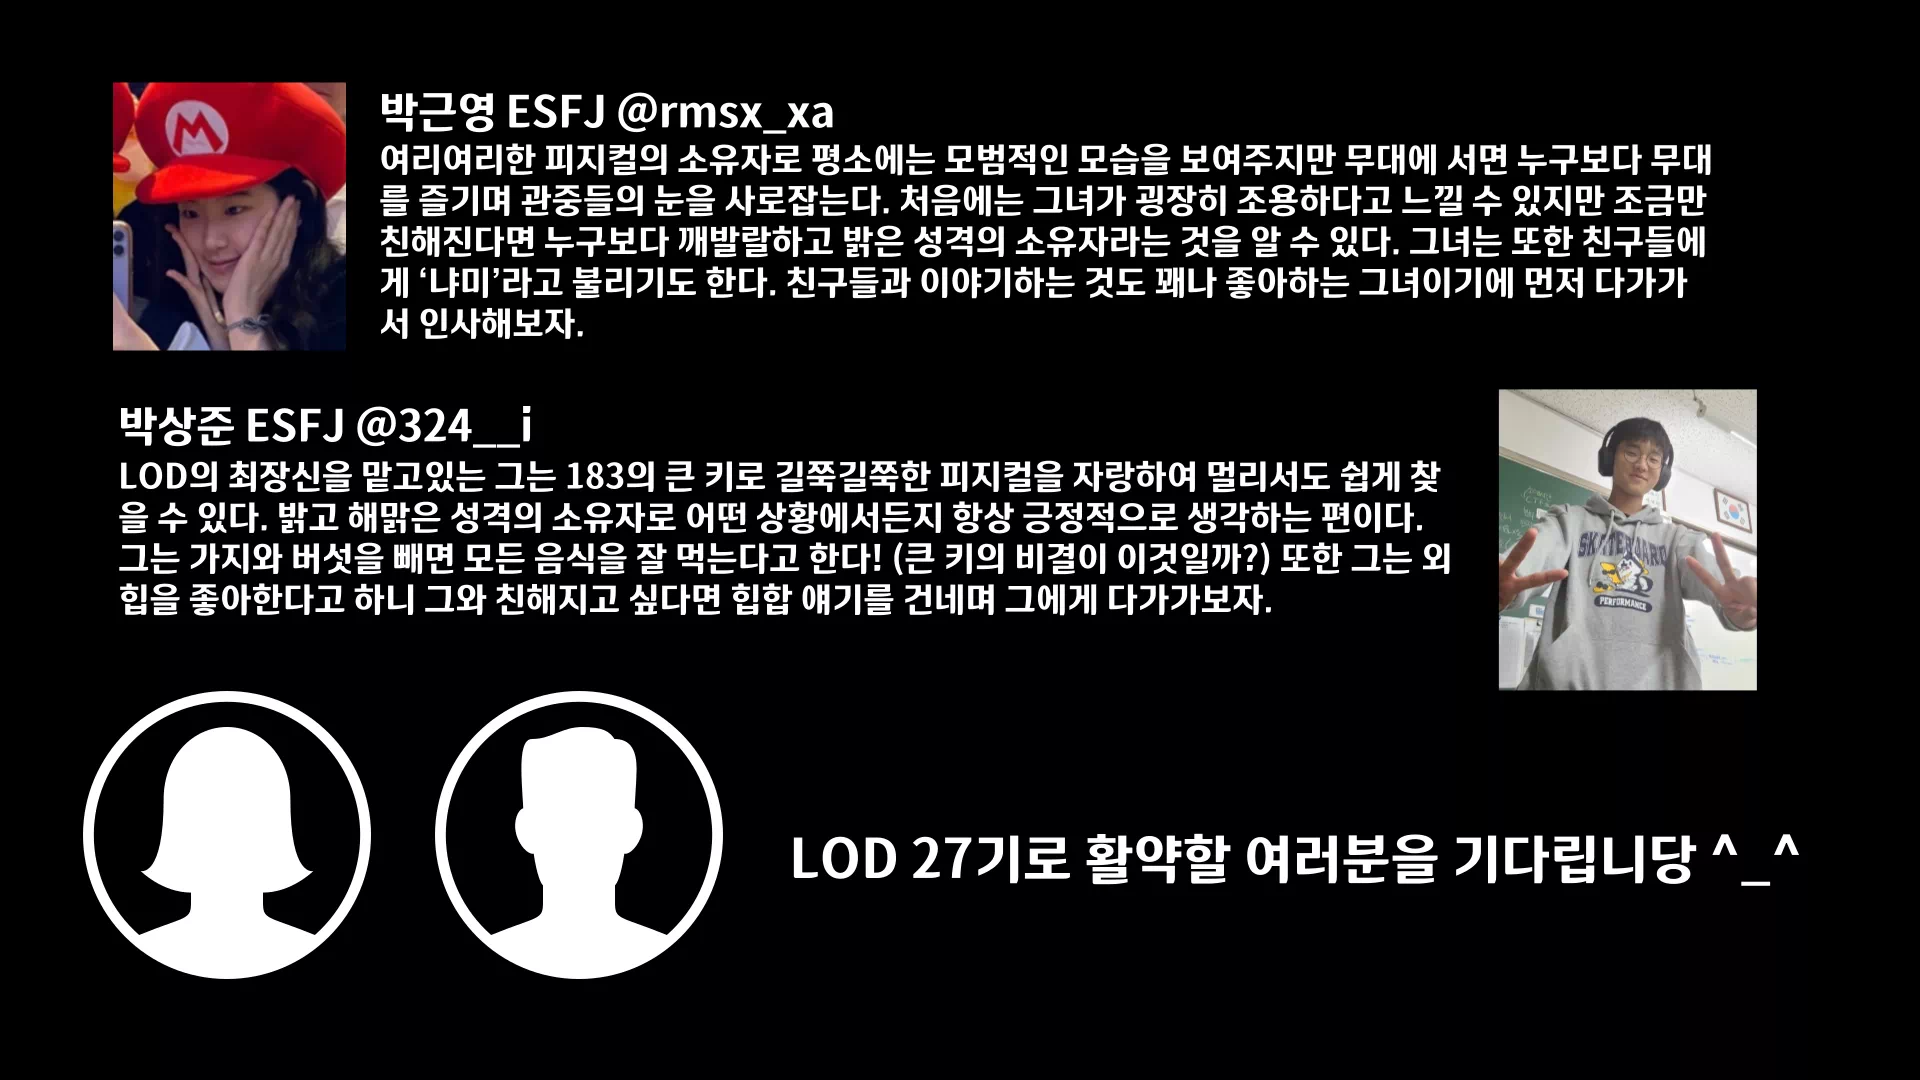 박근영 ESFJ @rmsx_xa
여리여리한 피지컬의 소유자로 평소에는 모범적인 모습을 보여주지만 무대에 서면 누구보다 무대
를 즐기며 관중들의 눈을 사로잡는다. 처음에는 그녀가 굉장히 조용하다고 느낄 수 있지만 조금만
친해진다면 누구보다 깨발랄하고 밝은 성격의 소유자라는 것을 알 수 있다. 그녀는 또한 친구들에
게 ‘냐미’라고 불리기도 한다. 친구들과 이야기하는 것도 꽤나 좋아하는 그녀이기에 먼저 다가가
서 인사해보자.
박상준 ESFJ @324__i
LOD의 최장신을 맡고있는 그는 183의 큰 키로 길쭉길쭉한 피지컬을 자랑하여 멀리서도 쉽게 찾
을 수 있다. 밝고 해맑은 성격의 소유자로 어떤 상황에서든지 항상 긍정적으로 생각하는 편이다.
그는 가지와 버섯을 빼면 모든 음식을 잘 먹는다고 한다! (큰 키의 비결이 이것일까?) 또한 그는 외
힙을 좋아한다고 하니 그와 친해지고 싶다면 힙합 얘기를 건네며 그에게 다가가보자.
SKATEBOARD
PERFORMANCE
LOD 27기로 활약할 여러분을 기다립니당 ^_^